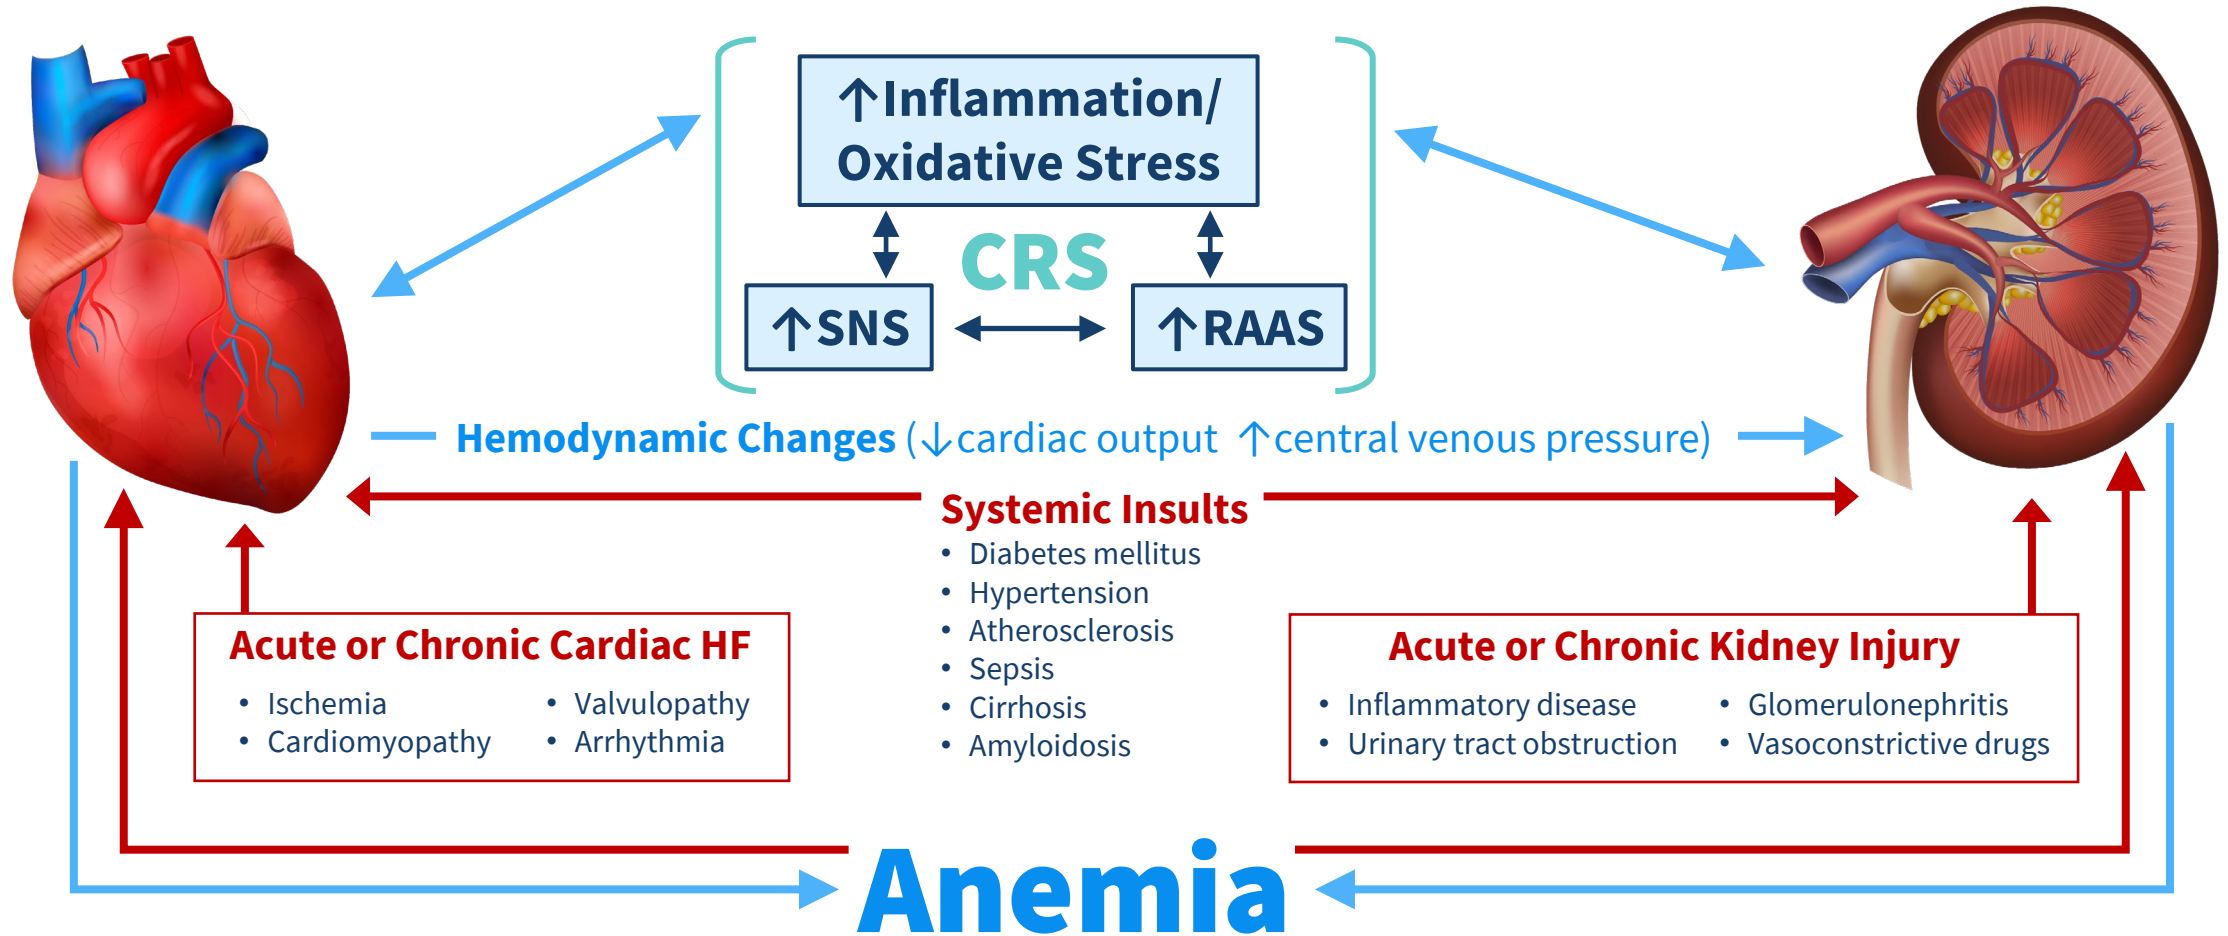 ↑Inflammation/
Oxidative Stress
CRS
↑SNS
↑RAAS
Hemodynamic Changes (↓cardiac output ↑central venous pressure)
Systemic Insults
• Diabetes mellitus
• Hypertension
• Atherosclerosis
• Sepsis
• Cirrhosis
• Amyloidosis
Acute or Chronic Cardiac HF
• Ischemia
• Cardiomyopathy
• Valvulopathy
• Arrhythmia
Acute or Chronic Kidney Injury
• Inflammatory disease
• Urinary tract obstruction
• Glomerulonephritis
• Vasoconstrictive drugs
Anemia